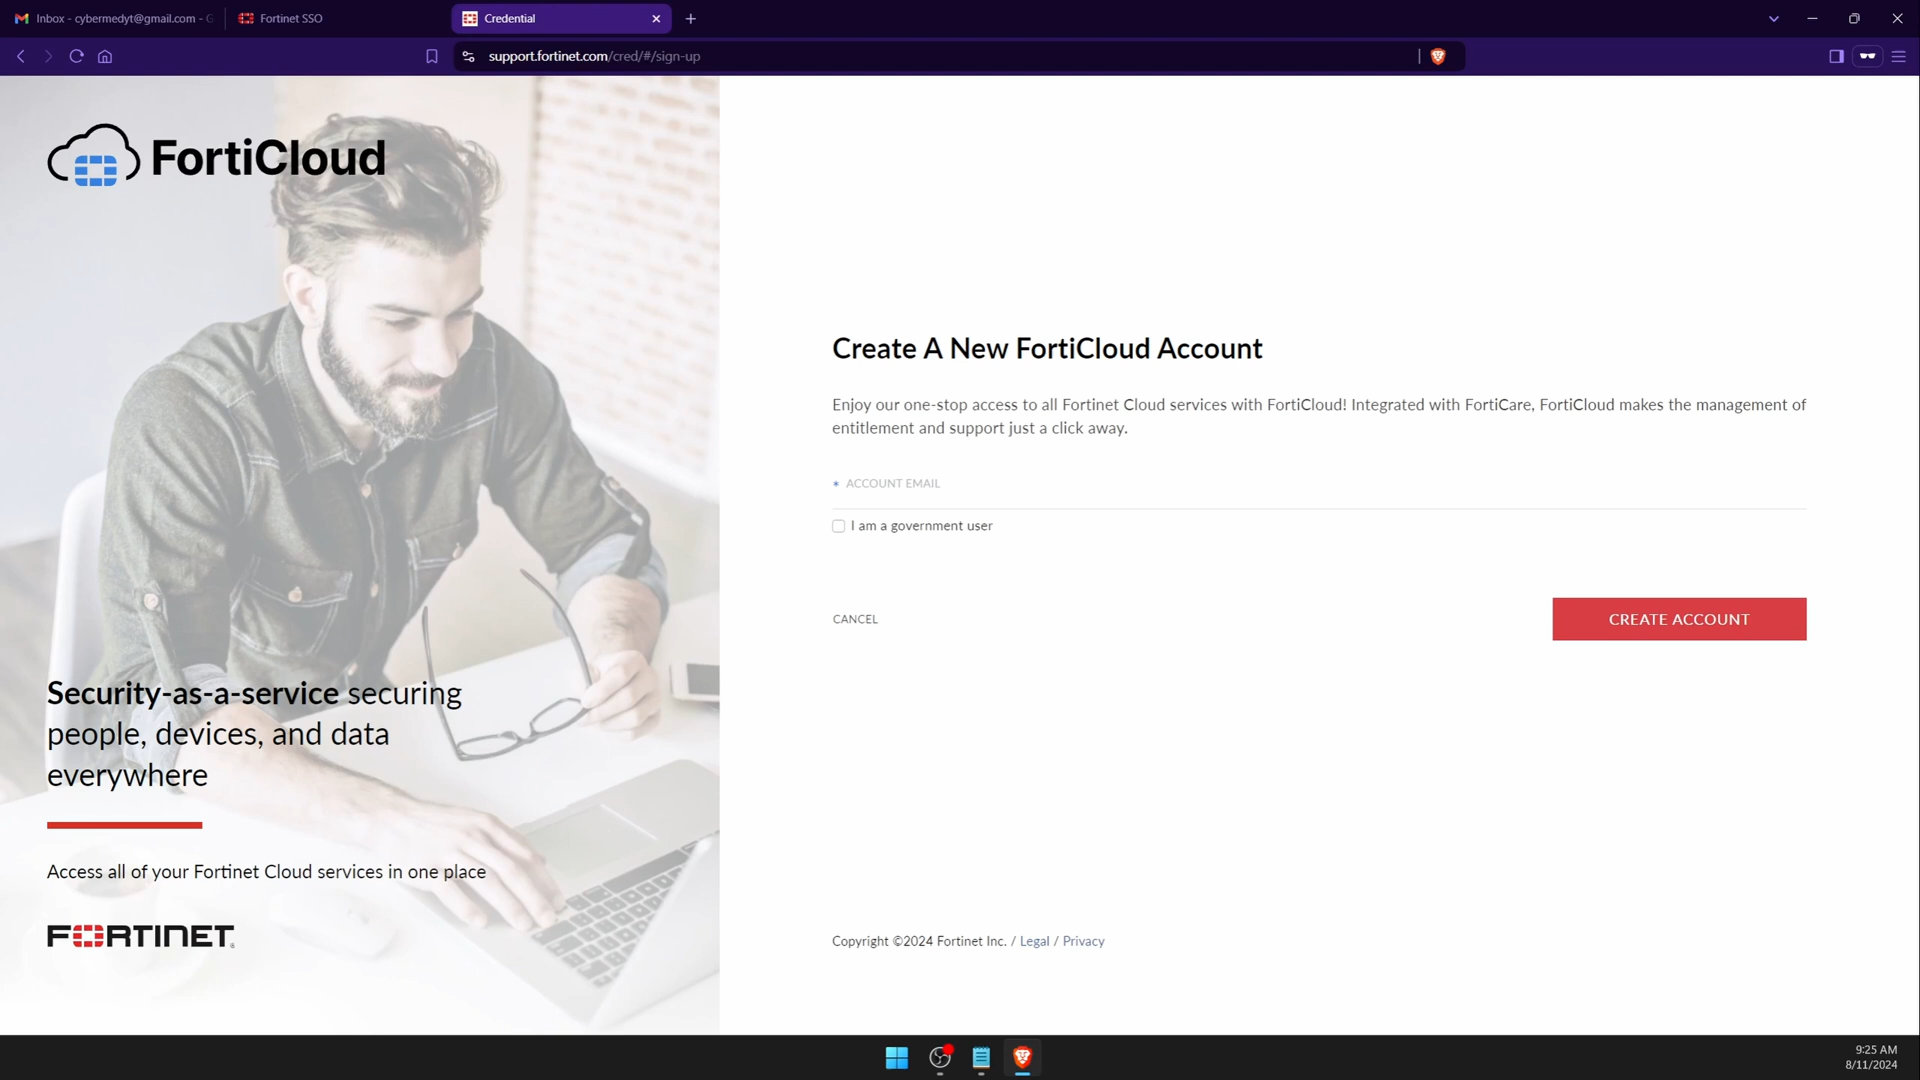 Inbox - cybermedyt@gmail.com - G
Fortinet SSO
Credential
support.fortinet.com/cred/#/sign-up
FortiCloud
Security-as-a-service securing
people, devices, and data
everywhere
Access all of your Fortinet Cloud services in one place
FORTINET
Create A New FortiCloud Account
Enjoy our one-stop access to all Fortinet Cloud services with FortiCloud! Integrated with FortiCare, FortiCloud makes the management of
entitlement and support just a click away.
* ACCOUNT EMAIL
I am a government user
CANCEL
CREATE ACCOUNT
Copyright ©2024 Fortinet Inc. / Legal / Privacy
9:25 AM
8/11/2024